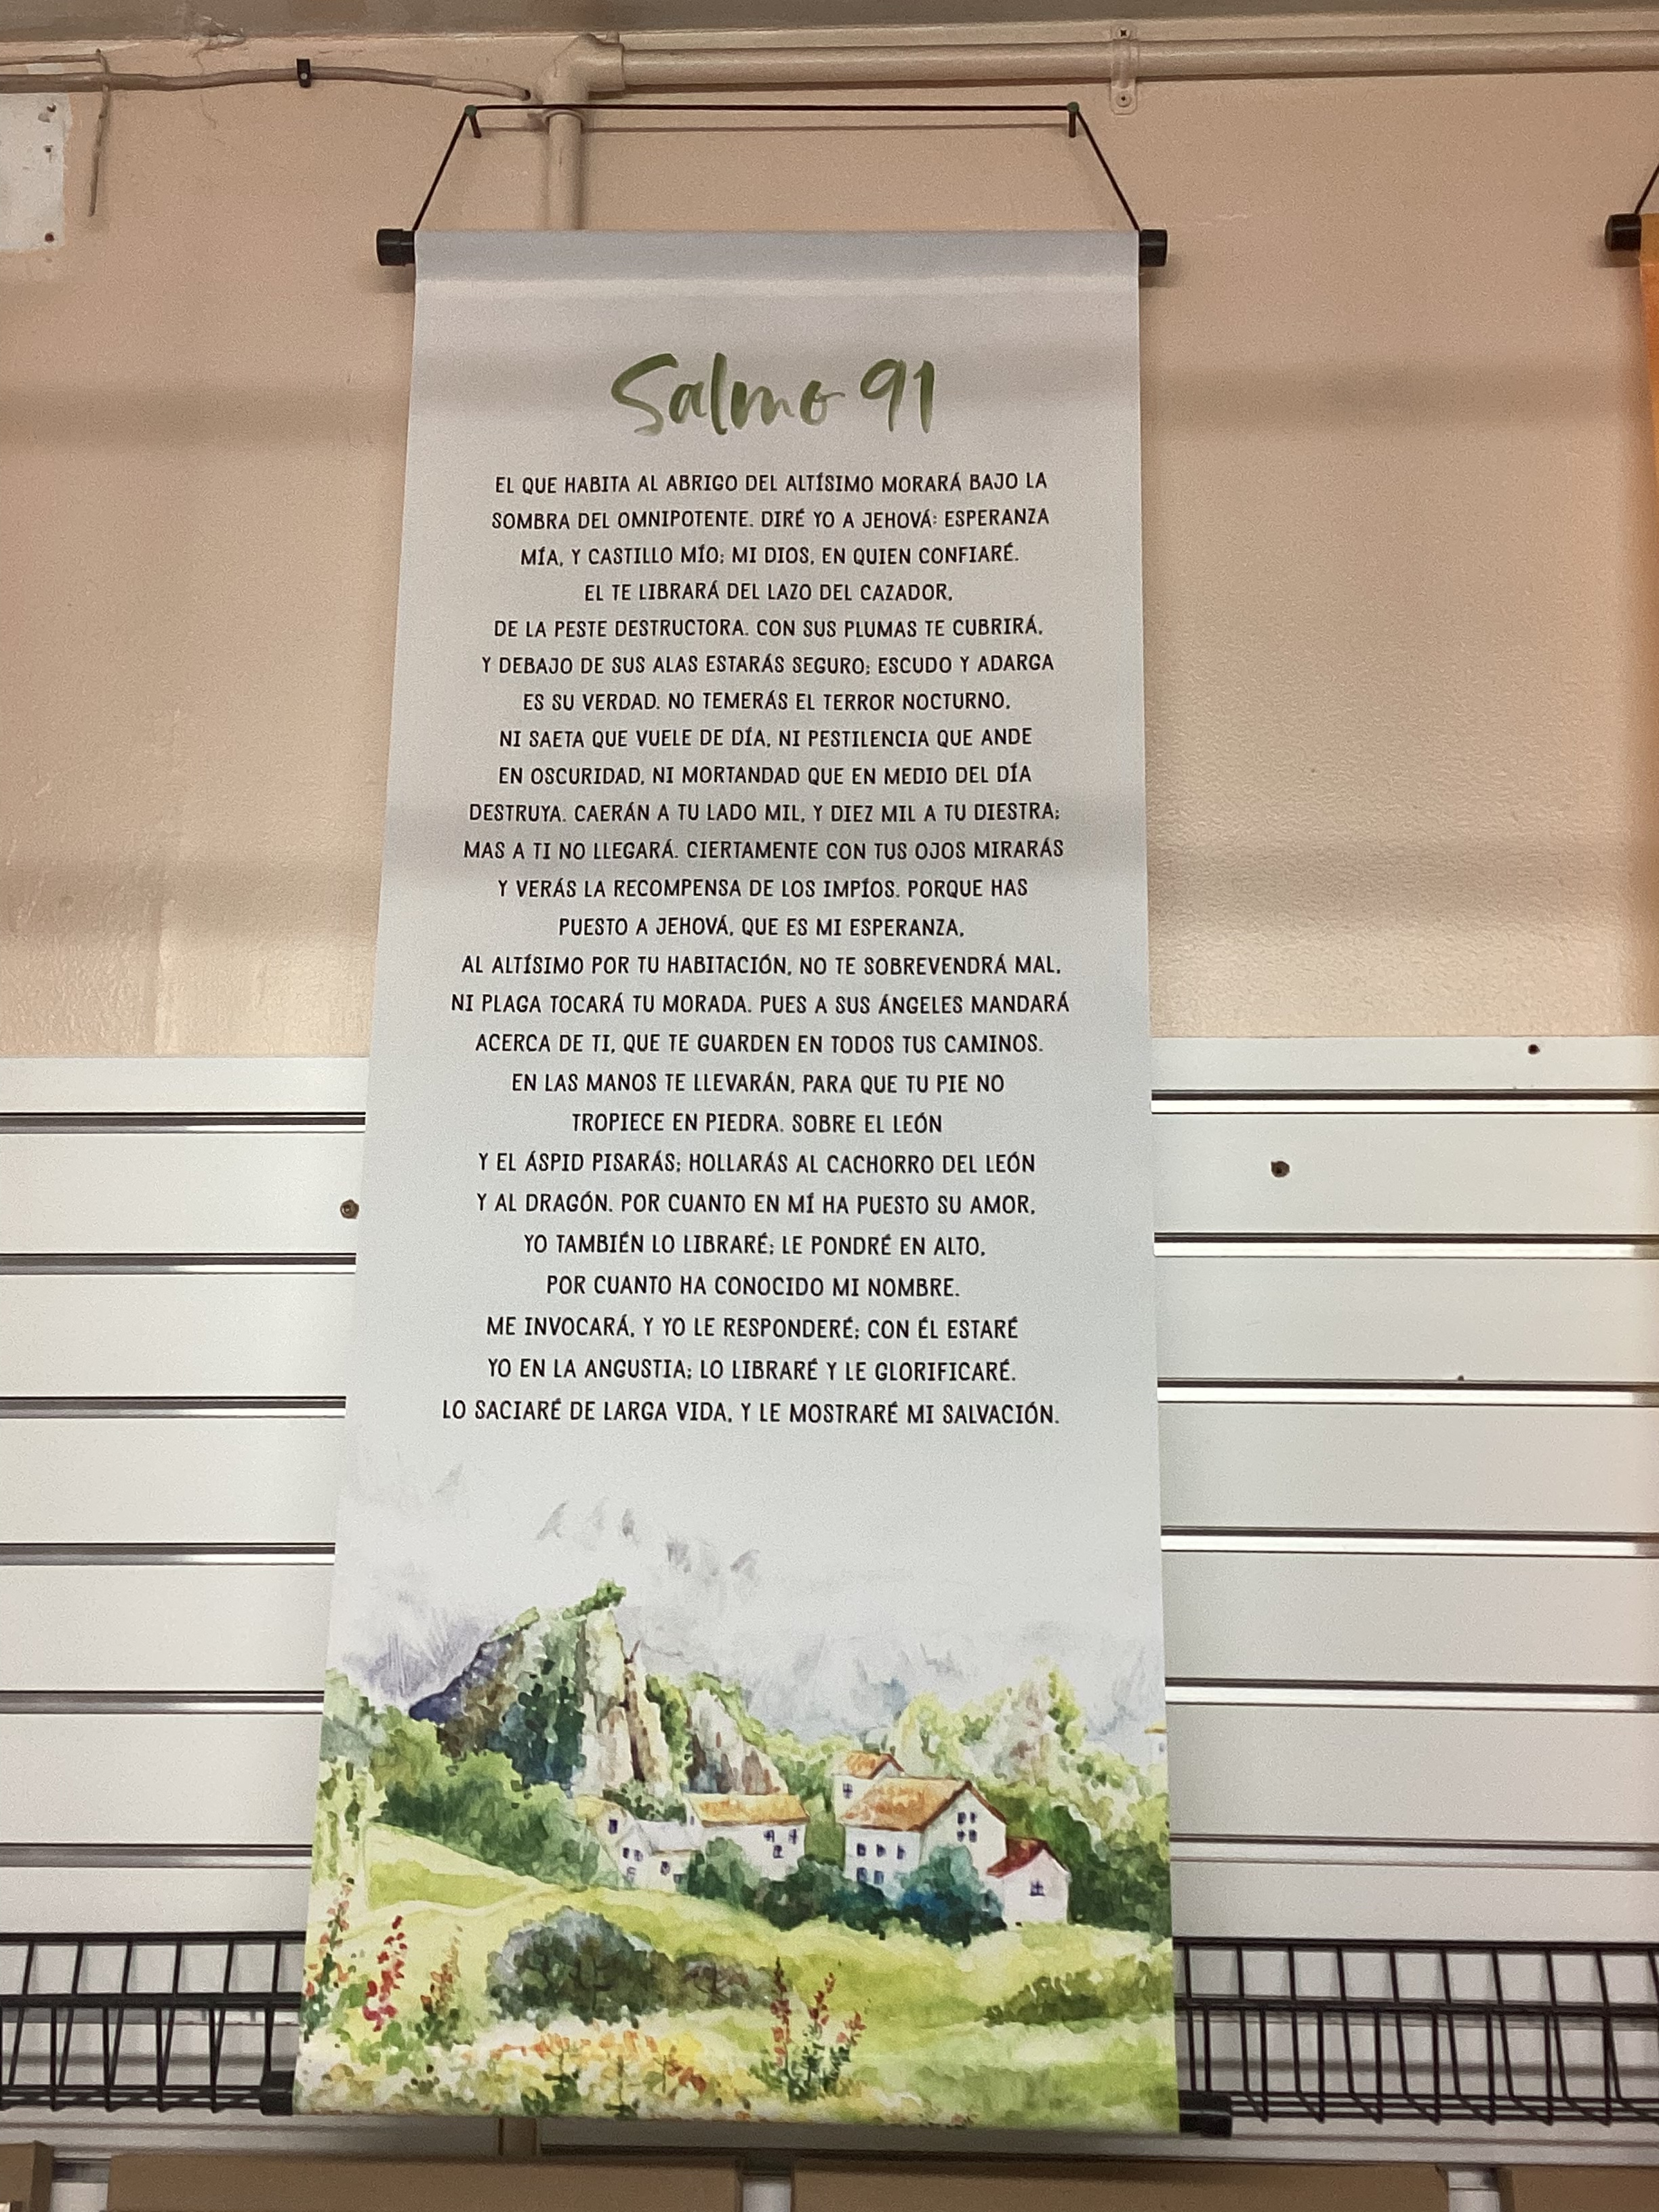 Salmo 91
EL QUE HABITA AL ABRIGO DEL ALTÍSIMO MORARÁ BAJO LA
SOMBRA DEL OMNIPOTENTE. DIRÉ YO A JEHOVÁ: ESPERANZA
MÍA, Y CASTILLO MÍO; MI DIOS, EN QUIEN CONFIARÉ.
EL TE LIBRARÁ DEL LAZO DEL CAZADOR,
DE LA PESTE DESTRUCTORA. CON SUS PLUMAS TE CUBRIRÁ,
Y DEBAJO DE SUS ALAS ESTARÁS SEGURO; ESCUDO Y ADARGA
ES SU VERDAD. NO TEMERÁS EL TERROR NOCTURNO,
NI SAETA QUE VUELE DE DÍA, NI PESTILENCIA QUE ANDE
EN OSCURIDAD, NI MORTANDAD QUE EN MEDIO DEL DÍA
DESTRUYA. CAERÁN A TU LADO MIL, Y DIEZ MIL A TU DIESTRA;
MAS A TI NO LLEGARÁ. CIERTAMENTE CON TUS OJOS MIRARÁS
Y VERÁS LA RECOMPENSA DE LOS IMPÍOS. PORQUE HAS
PUESTO A JEHOVÁ, QUE ES MI ESPERANZA,
AL ALTÍSIMO POR TU HABITACIÓN, NO TE SOBREVENDRÁ MAL,
NI PLAGA TOCARÁ TU MORADA. PUES A SUS ÁNGELES MANDARÁ
ACERCA DE TI, QUE TE GUARDEN EN TODOS TUS CAMINOS.
EN LAS MANOS TE LLEVARÁN, PARA QUE TU PIE NO
TROPIECE EN PIEDRA. SOBRE EL LEÓN
Y EL ÁSPID PISARÁS; HOLLARÁS AL CACHORRO DEL LEÓN
Y AL DRAGÓN. POR CUANTO EN MÍ HA PUESTO SU AMOR,
YO TAMBIÉN LO LIBRARÉ; LE PONDRÉ EN ALTO,
POR CUANTO HA CONOCIDO MI NOMBRE.
ME INVOCARÁ, Y YO LE RESPONDERÉ; CON ÉL ESTARÉ
YO EN LA ANGUSTIA; LO LIBRARÉ Y LE GLORIFICARÉ.
LO SACIARÉ DE LARGA VIDA, Y LE MOSTRARÉ MI SALVACIÓN.